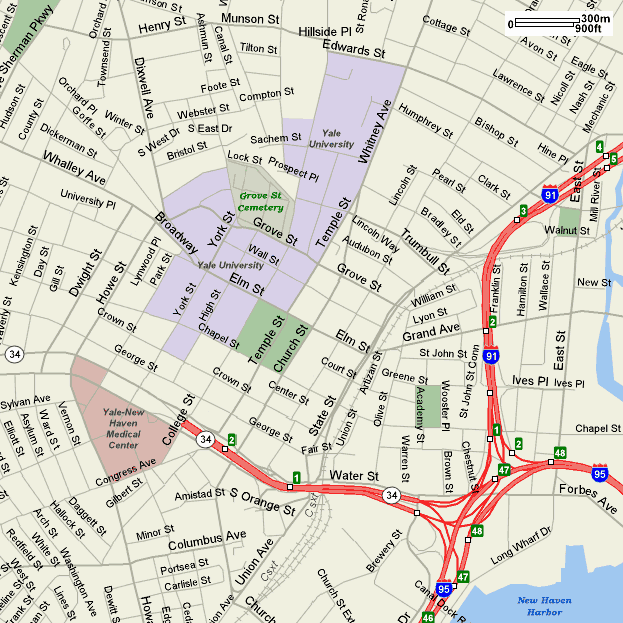 Munson St
Henry St
Hillside Pl
Edwards St
Cottage St
300m
0
900ft
Avon St
Eagle St
Orchard St
Ashmun St
Canal St
Tilton St
Townsend St
Dixwell Ave
Lawrence St
Nicoll St
Nash St
Mechanic St
Hudson St
County St
Orchard Pl
Goffe St
Winter St
Foote St
Compton St
Webster St
S East Dr
S West Dr
Bristol St
Sachem St
Yale
University
Whitney Ave
Humphrey St
Bishop St
Hine Pl
Dickerman St
Whalley Ave
Lock St
Prospect Pl
Grove St
Cemetery
Lincoln St
Pearl St
Clark St
4
5
91
East St
Mill River St
3
University Pl
Broadway
York St
Grove St
Temple St
Lincoln Way
Bradley St
Eld St
Trumbull St
Audubon St
Walnut St
Kensington St
Day St
Gill St
Dwight St
Howe St
Lynwood Pl
Park St
Yale University
Wall St
Elm St
Grove St
Franklin St
Hamilton St
Wallace St
New St
York St
High St
William St
Lyon St
Grand Ave
2
Crown St
Chapel St
Temple St
Church St
Elm St
34
George St
Court St
Artizan St
St John St
St John St Conn
91
East St
Ives Pl
Ives Pl
Crown St
Center St
Greene St
Academy St
Wooster Pl
Sylvan Ave
Vernon St
Ward St
Asylum St
Elliott St
Yale-New
Haven
Medical
Center
College St
George St
State St
Union St
Olive St
Chapel St
34
2
Fair St
Warren St
Brown St
Chestnut St
1
2
48
Congress Ave
Gilbert St
Water St
1
34
47
95
Forbes Ave
Amistad St
S Orange St
Daggett St
Hallock St
Arch St
White St
Redfield St
West St
Washington Ave
Minor St
Columbus Ave
Csxt
Csxt
48
Long Wharf Dr
Brewery St
Portsea St
Carlisle St
Union Ave
Church St Ext
47
95
46
New Haven
Harbor
Lines St
Frank St
Dewitt St